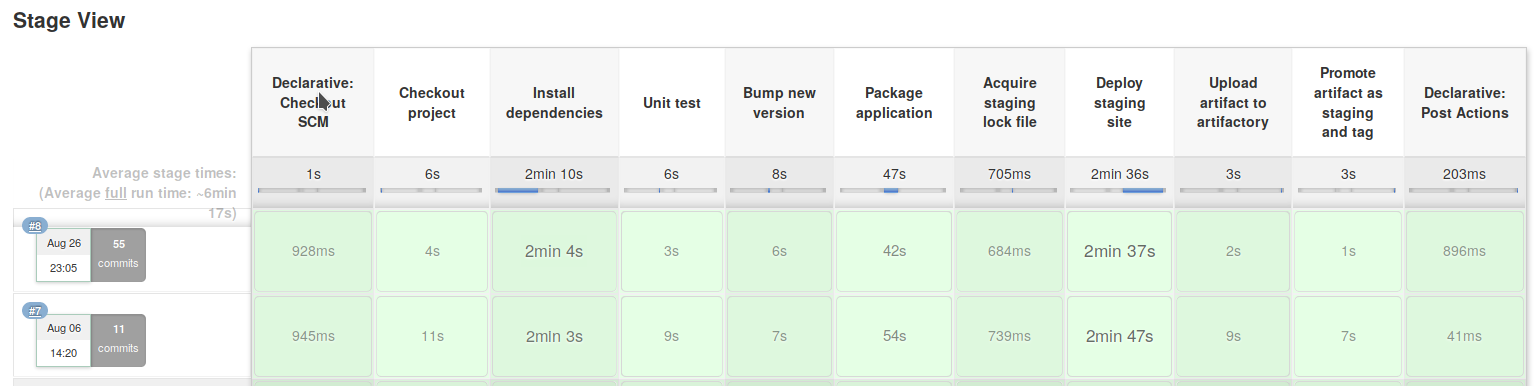 Stage View
Declarative:
Checkout
SCM
Checkout
project
Install
dependencies
Unit test
Bump new
version
Package
application
Acquire
staging
lock file
Deploy
staging
site
Upload
artifact to
artifactory
Promote
artifact as
staging
and tag
Declarative:
Post Actions
Average stage times:
(Average full run time: ~6min
17s)
1s
6s
2min 10s
6s
8s
47s
705ms
2min 36s
3s
3s
203ms
#8
Aug 26
23:05
55
commits
928ms
4s
2min 4s
3s
6s
42s
684ms
2min 37s
2s
1s
896ms
#7
Aug 06
14:20
11
commits
945ms
11s
2min 3s
9s
7s
54s
739ms
2min 47s
9s
7s
41ms